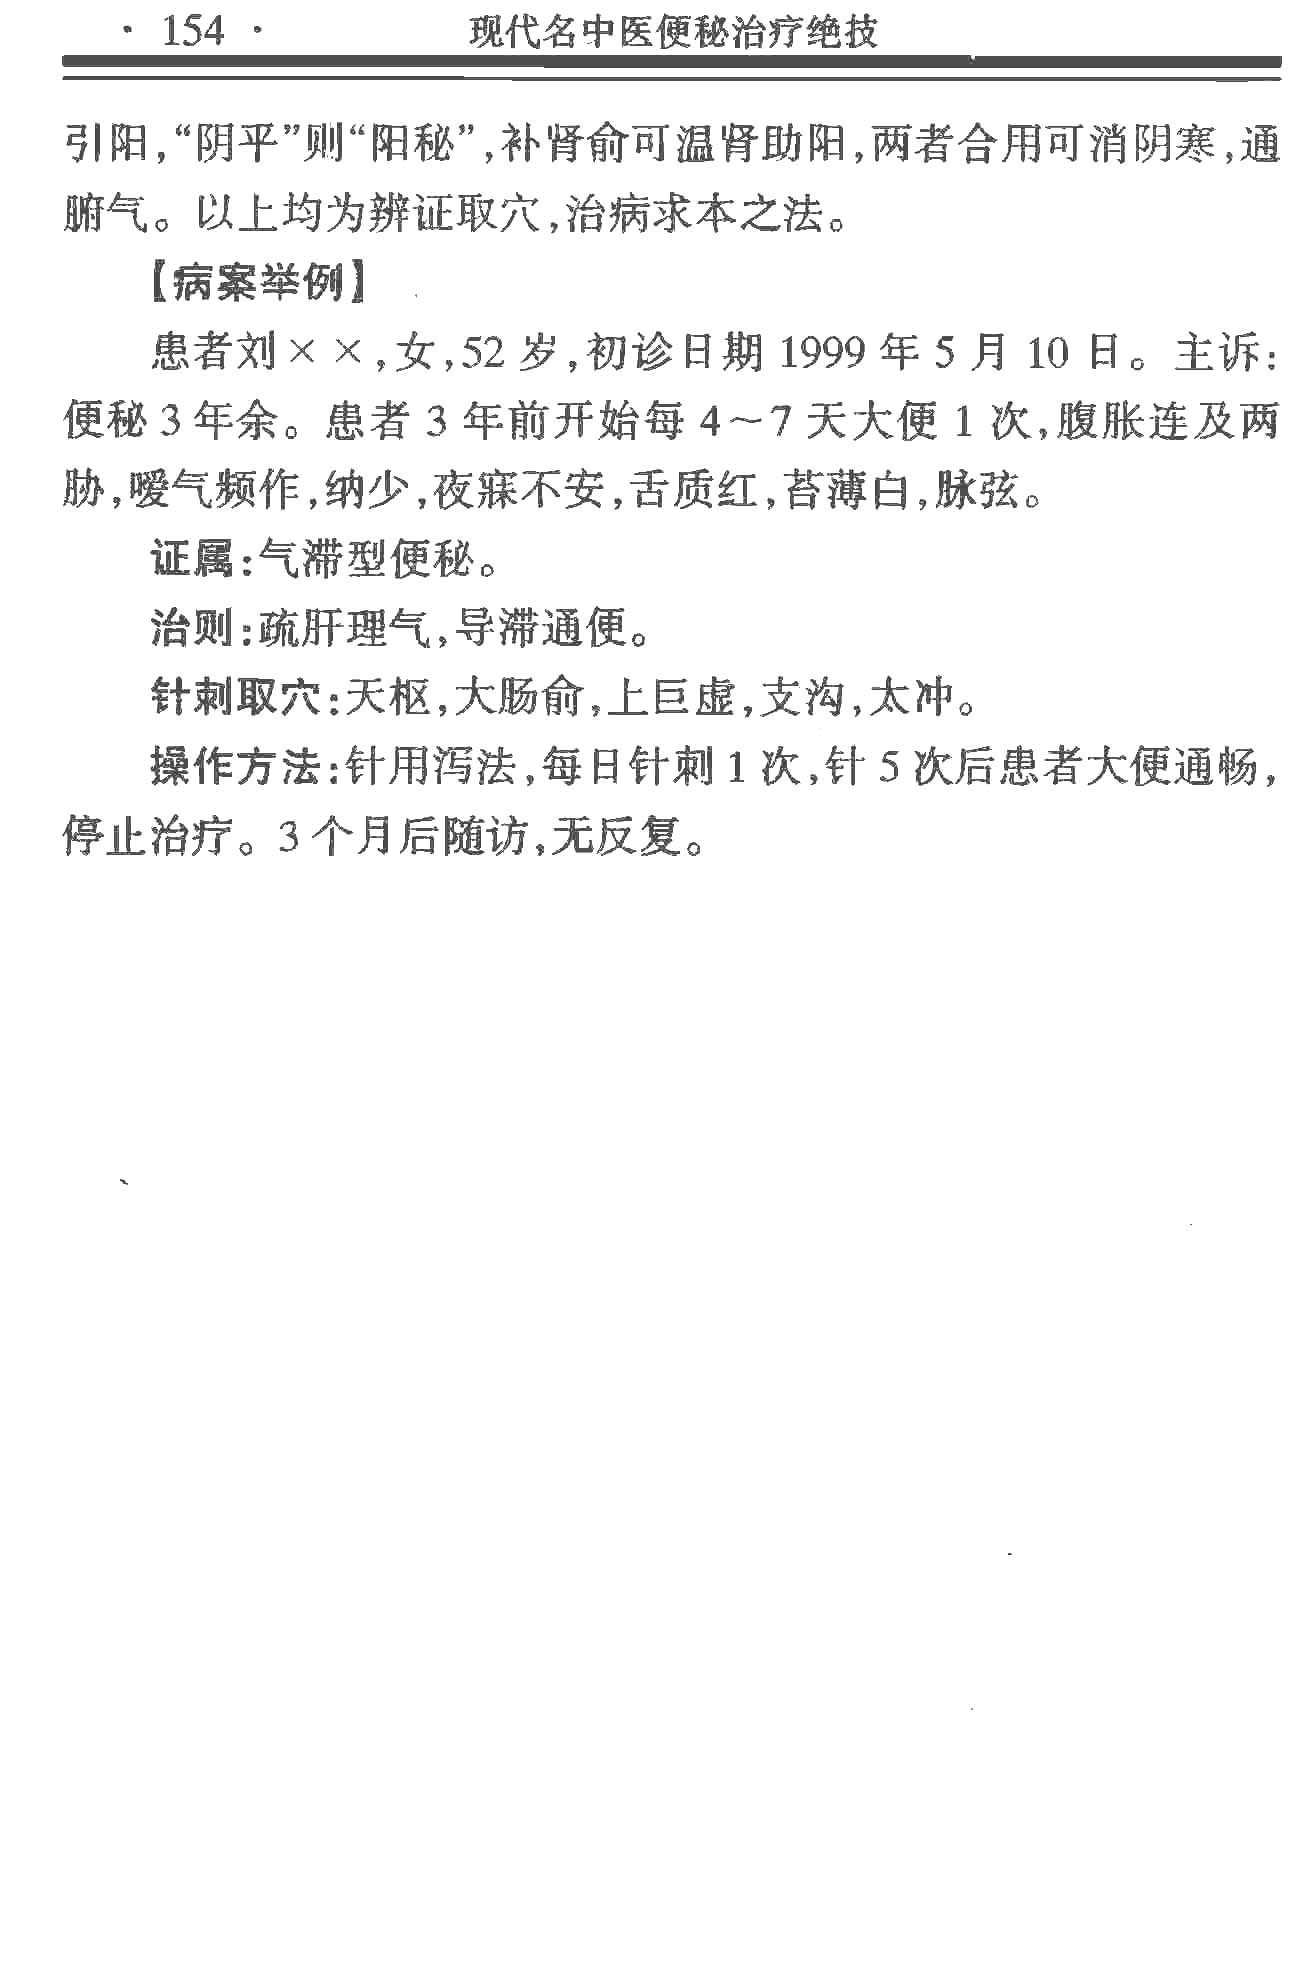 · 154 · 现代名中医便秘治疗绝技
引阳,“阴平”则“阳秘”,补肾俞可温肾助阳,两者合用可消阴寒,通
腑气。以上均为辨证取穴,治病求本之法。
【病案举例】
患者刘××,女,52 岁,初诊日期 1999 年 5 月 10 日。主诉:
便秘 3 年余。患者 3 年前开始每 4～7 天大便 1 次,腹胀连及两
胁,嗳气频作,纳少,夜寐不安,舌质红,苔薄白,脉弦。
证属:气滞型便秘。
治则:疏肝理气,导滞通便。
针刺取穴:天枢,大肠俞,上巨虚,支沟,太冲。
操作方法:针用泻法,每日针刺 1 次,针 5 次后患者大便通畅,
停止治疗。3 个月后随访,无反复。